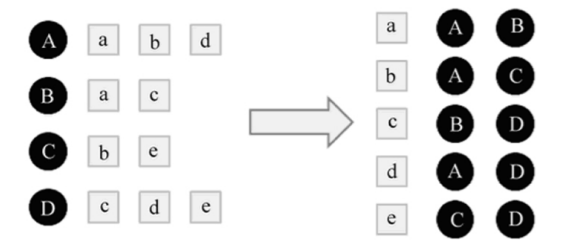 A a b d
B a c
C b e
D c d e
a A B
b A C
c B D
d A D
e C D